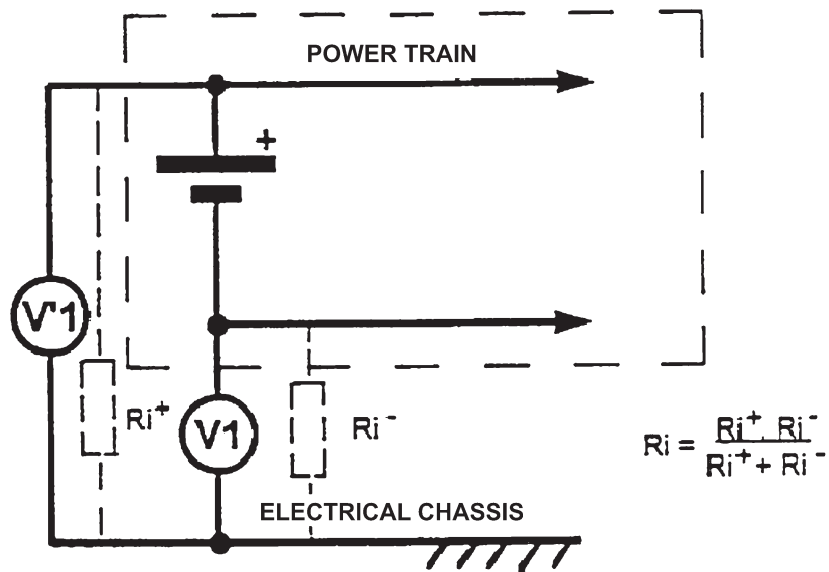 POWER TRAIN
+
V'1
Ri+
V1
Ri-
Ri = Ri+. Ri- / Ri+ + Ri-
ELECTRICAL CHASSIS